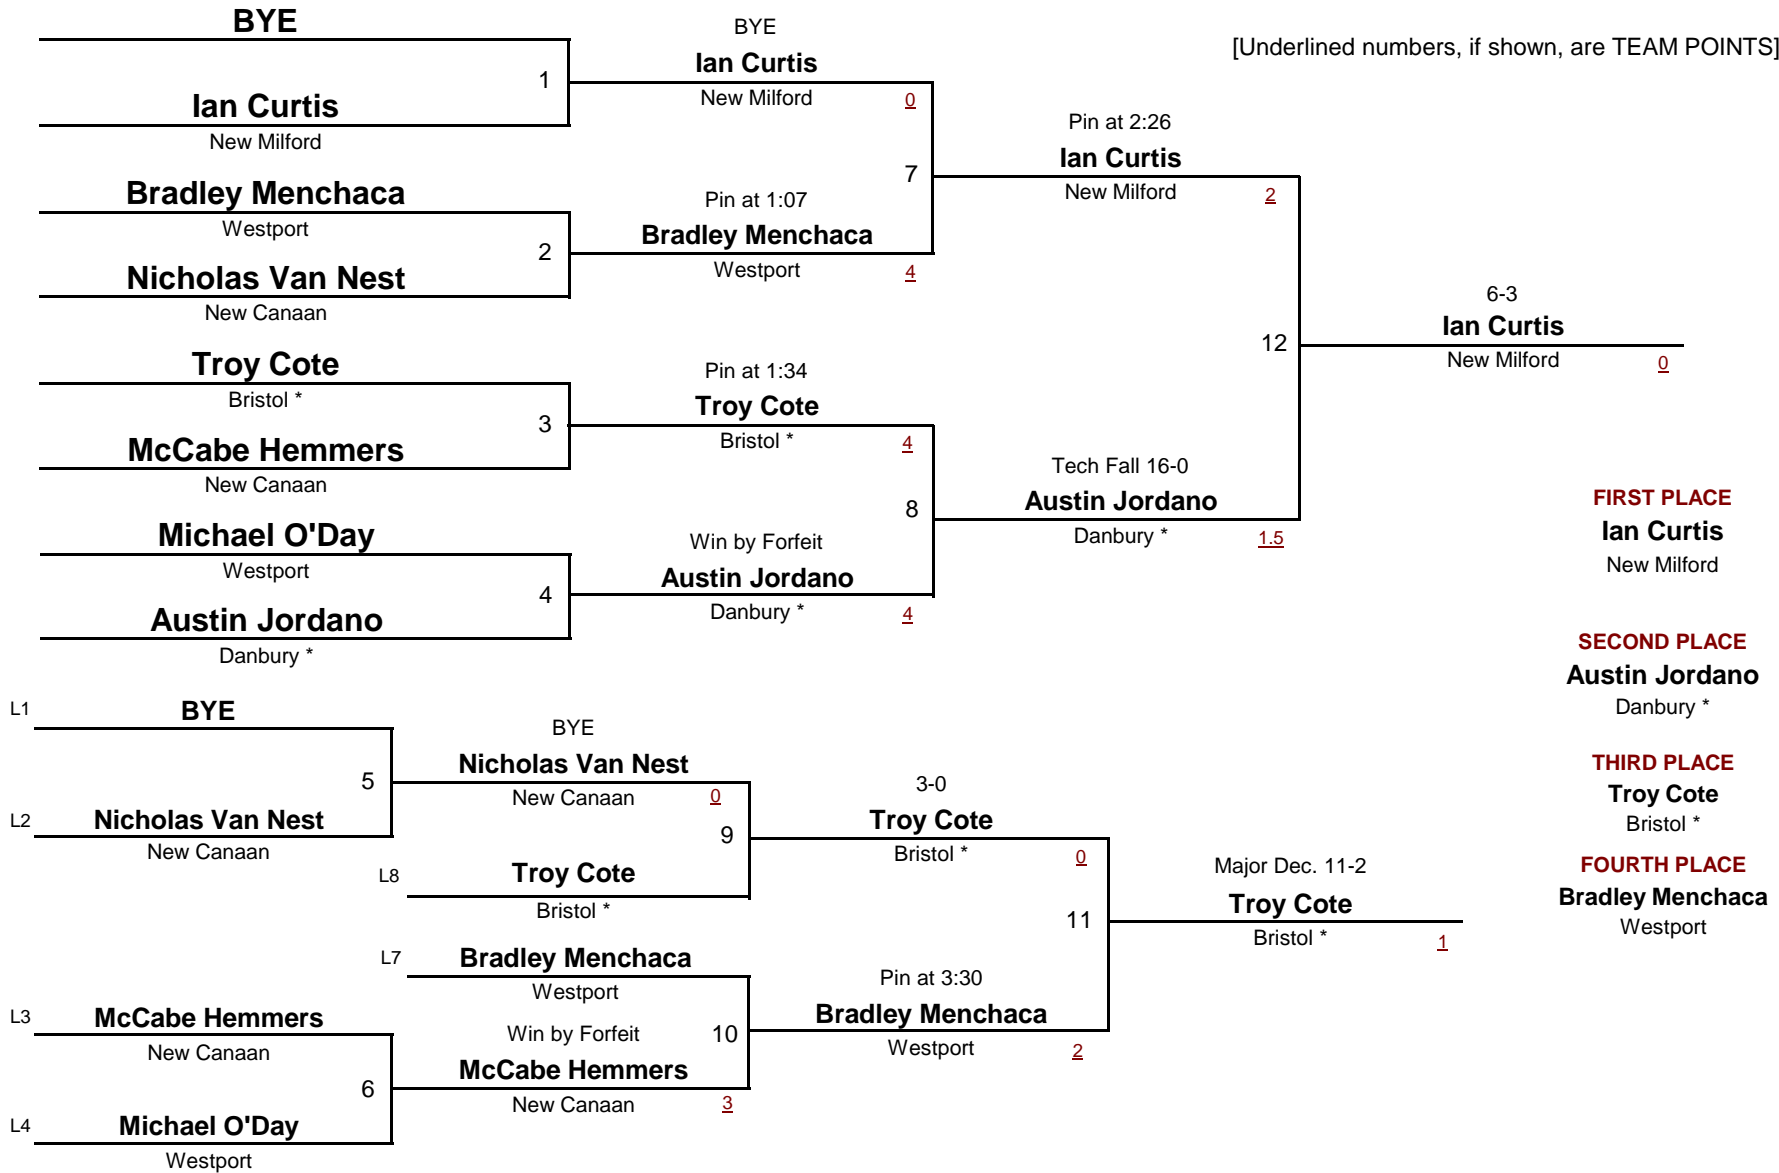 [Underlined numbers, if shown, are TEAM POINTS]
BYE
1
Ian Curtis
New Milford
Bradley Menchaca
Westport
2
Nicholas Van Nest
New Canaan
Troy Cote
Bristol *
3
McCabe Hemmers
New Canaan
Michael O'Day
Westport
4
Austin Jordano
Danbury *
BYE
Ian Curtis
New Milford
0
7
Pin at 1:07
Bradley Menchaca
Westport
4
Pin at 1:34
Troy Cote
Bristol *
4
8
Win by Forfeit
Austin Jordano
Danbury *
4
Pin at 2:26
Ian Curtis
New Milford
2
12
Tech Fall 16-0
Austin Jordano
Danbury *
1.5
6-3
Ian Curtis
New Milford
0
L1
BYE
5
L2
Nicholas Van Nest
New Canaan
L3
McCabe Hemmers
New Canaan
6
L4
Michael O'Day
Westport
BYE
Nicholas Van Nest
New Canaan
0
9
L8
Troy Cote
Bristol *
L7
Bradley Menchaca
Westport
Win by Forfeit
10
McCabe Hemmers
New Canaan
3
3-0
Troy Cote
Bristol *
0
11
Pin at 3:30
Bradley Menchaca
Westport
2
Major Dec. 11-2
Troy Cote
Bristol *
1
FIRST PLACE
Ian Curtis
New Milford
SECOND PLACE
Austin Jordano
Danbury *
THIRD PLACE
Troy Cote
Bristol *
FOURTH PLACE
Bradley Menchaca
Westport